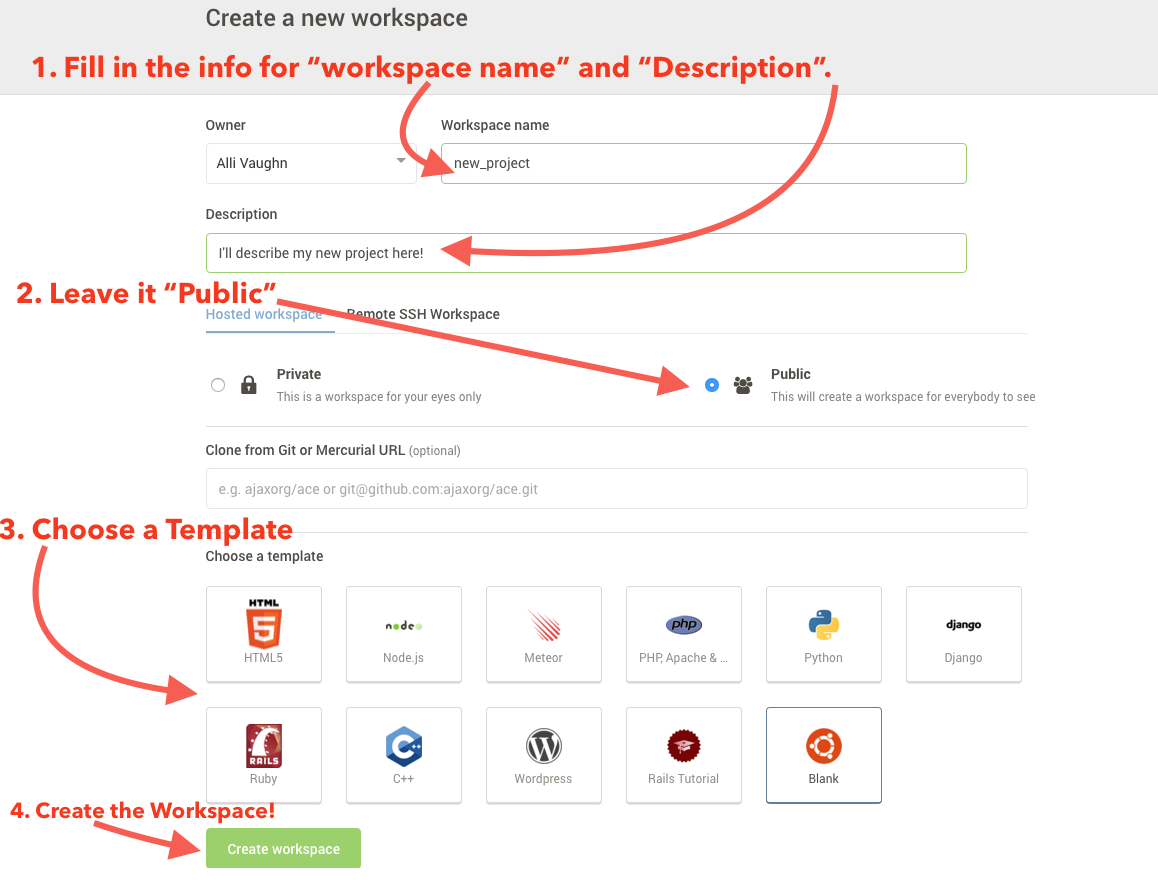 Create a new workspace
1. Fill in the info for “workspace name” and “Description”.
Owner
Workspace name
Alli Vaughn
new_project
Description
I'll describe my new project here!
2. Leave it “Public”
Hosted workspace
Remote SSH Workspace
Private
This is a workspace for your eyes only
Public
This will create a workspace for everybody to see
Clone from Git or Mercurial URL (optional)
e.g. ajaxorg/ace or git@github.com:ajaxorg/ace.git
3. Choose a Template
Choose a template
HTML
5
HTML5
node
Node.js
Meteor
php
PHP, Apache & ...
Python
django
Django
RAILS
Ruby
C++
C++
W
Wordpress
Rails Tutorial
Blank
4. Create the Workspace!
Create workspace